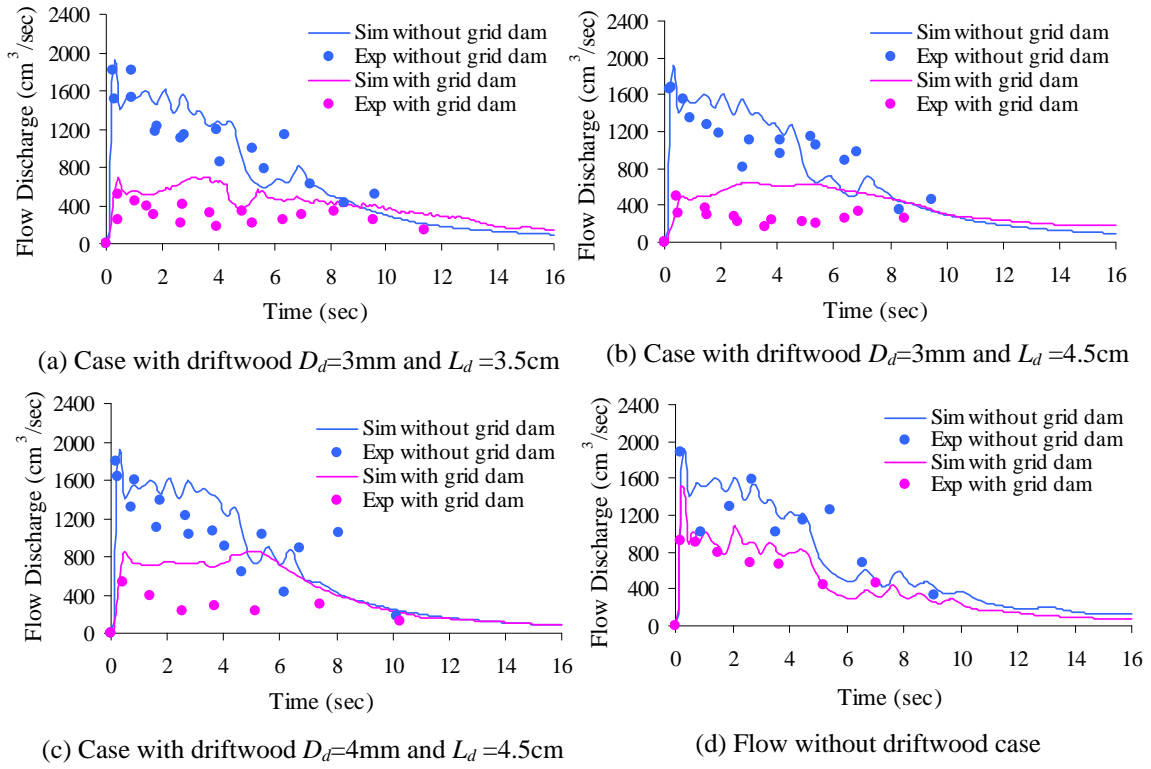 Flow Discharge (cm³/sec)
2400
2000
1600
1200
800
400
0
0 2 4 6 8 10 12 14 16
Time (sec)
Sim without grid dam
Exp without grid dam
Sim with grid dam
Exp with grid dam
(a) Case with driftwood D_d=3mm and L_d =3.5cm
Flow Discharge (cm³/sec)
2400
2000
1600
1200
800
400
0
0 2 4 6 8 10 12 14 16
Time (sec)
Sim without grid dam
Exp without grid dam
Sim with grid dam
Exp with grid dam
(b) Case with driftwood D_d=3mm and L_d =4.5cm
Flow Discharge (cm³/sec)
2400
2000
1600
1200
800
400
0
0 2 4 6 8 10 12 14 16
Time (sec)
Sim without grid dam
Exp without grid dam
Sim with grid dam
Exp with grid dam
(c) Case with driftwood D_d=4mm and L_d =4.5cm
Flow Discharge (cm³/sec)
2400
2000
1600
1200
800
400
0
0 2 4 6 8 10 12 14 16
Time (sec)
Sim without grid dam
Exp without grid dam
Sim with grid dam
Exp with grid dam
(d) Flow without driftwood case